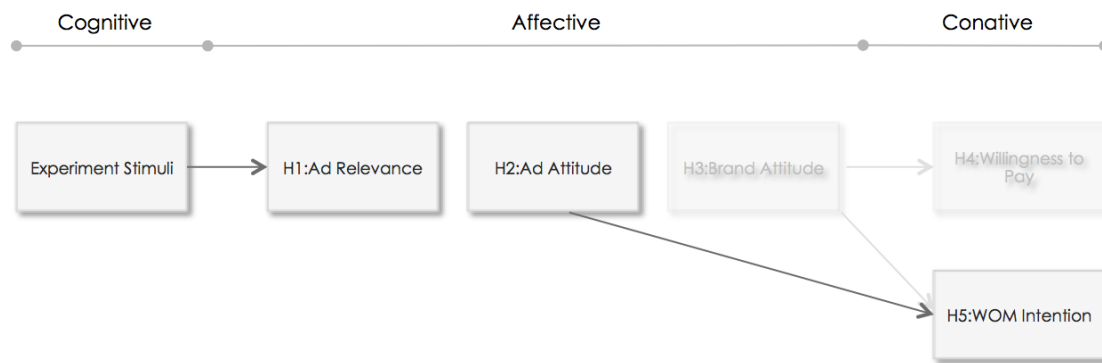 Cognitive
Affective
Conative
Experiment Stimuli
H1:Ad Relevance
H2:Ad Attitude
H3:Brand Attitude
H4:Willingness to
Pay
H5:WOM Intention